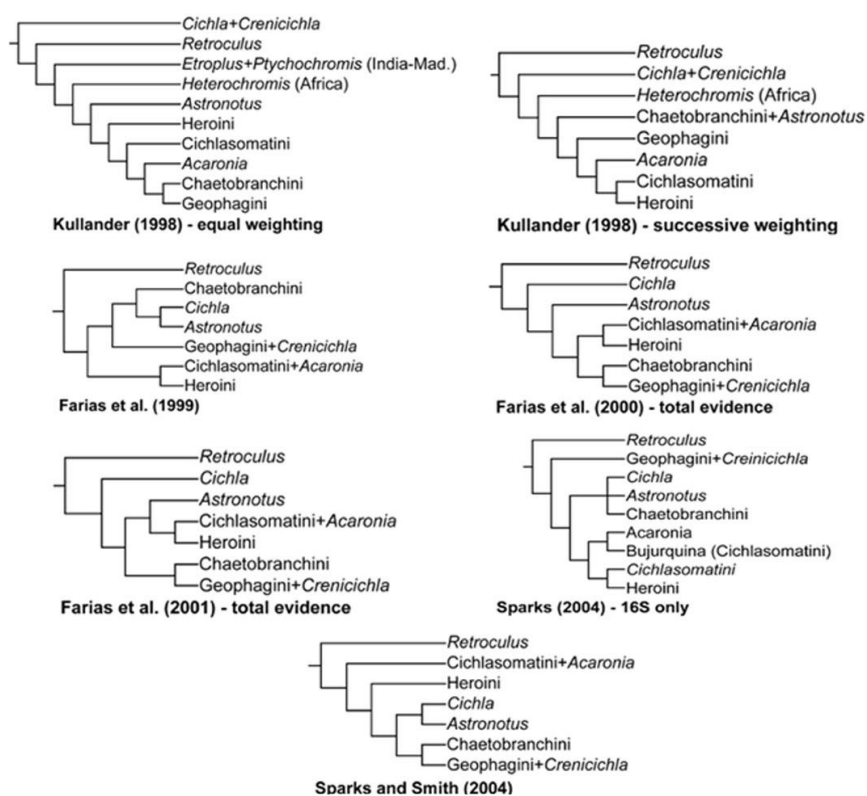 Cichla+Crenicichla
Retroculus
Etroplus+Ptychochromis (India-Mad.)
Heterochromis (Africa)
Astronotus
Heroini
Cichlasomatini
Acaronia
Chaetobranchini
Geophagini
Kullander (1998) - equal weighting
Retroculus
Cichla+Crenicichla
Heterochromis (Africa)
Chaetobranchini+Astronotus
Geophagini
Acaronia
Cichlasomatini
Heroini
Kullander (1998) - successive weighting
Retroculus
Chaetobranchini
Cichla
Astronotus
Geophagini+Crenicichla
Cichlasomatini+Acaronia
Heroini
Farias et al. (1999)
Retroculus
Cichla
Astronotus
Cichlasomatini+Acaronia
Heroini
Chaetobranchini
Geophagini+Crenicichla
Farias et al. (2000) - total evidence
Retroculus
Cichla
Astronotus
Cichlasomatini+Acaronia
Heroini
Chaetobranchini
Geophagini+Crenicichla
Farias et al. (2001) - total evidence
Retroculus
Geophagini+Creinicichla
Cichla
Astronotus
Chaetobranchini
Acaronia
Bujurquina (Cichlasomatini)
Cichlasomatini
Heroini
Sparks (2004) - 16S only
Retroculus
Cichlasomatini+Acaronia
Heroini
Cichla
Astronotus
Chaetobranchini
Geophagini+Crenicichla
Sparks and Smith (2004)